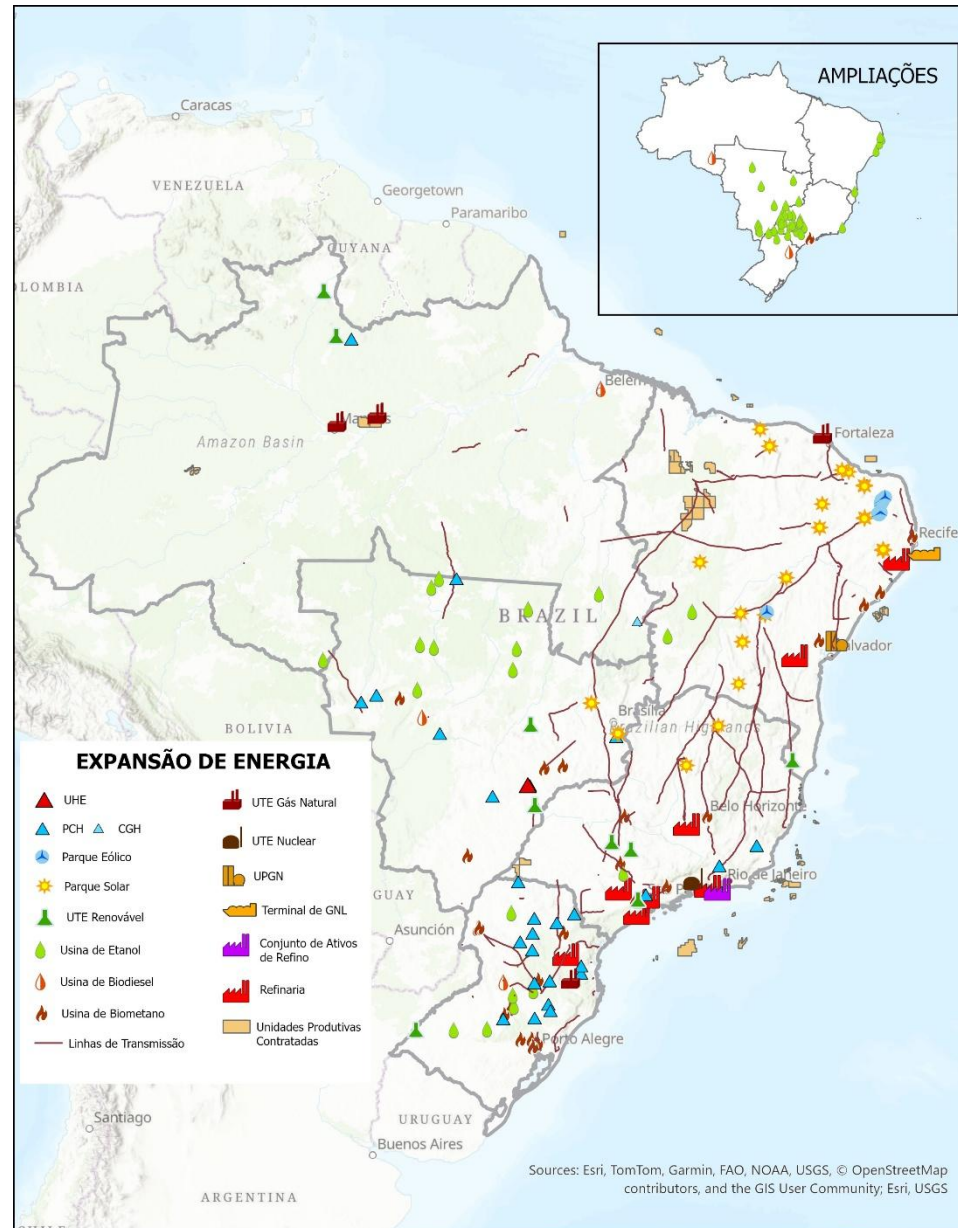 AMPLIAÇÕES
Caracas
VENEZUELA
Georgetown
Paramaribo
GUYANA
OLOMBIA
Belém
Amazon Basin
Fortaleza
Recife
BRAZIL
Salvador
Brasília
Brazilian Highlands
BOLIVIA
Belo Horizonte
Rio de Janeiro
GUAY
Asunción
Porto Alegre
URUGUAY
Santiago
Buenos Aires
ARGENTINA
EXPANSÃO DE ENERGIA
UHE
PCH
CGH
Parque Eólico
Parque Solar
UTE Renovável
Usina de Etanol
Usina de Biodiesel
Usina de Biometano
Linhas de Transmissão
UTE Gás Natural
UTE Nuclear
UPGN
Terminal de GNL
Conjunto de Ativos
de Refino
Refinaria
Unidades Produtivas
Contratadas
Sources: Esri, TomTom, Garmin, FAO, NOAA, USGS, © OpenStreetMap
contributors, and the GIS User Community; Esri, USGS